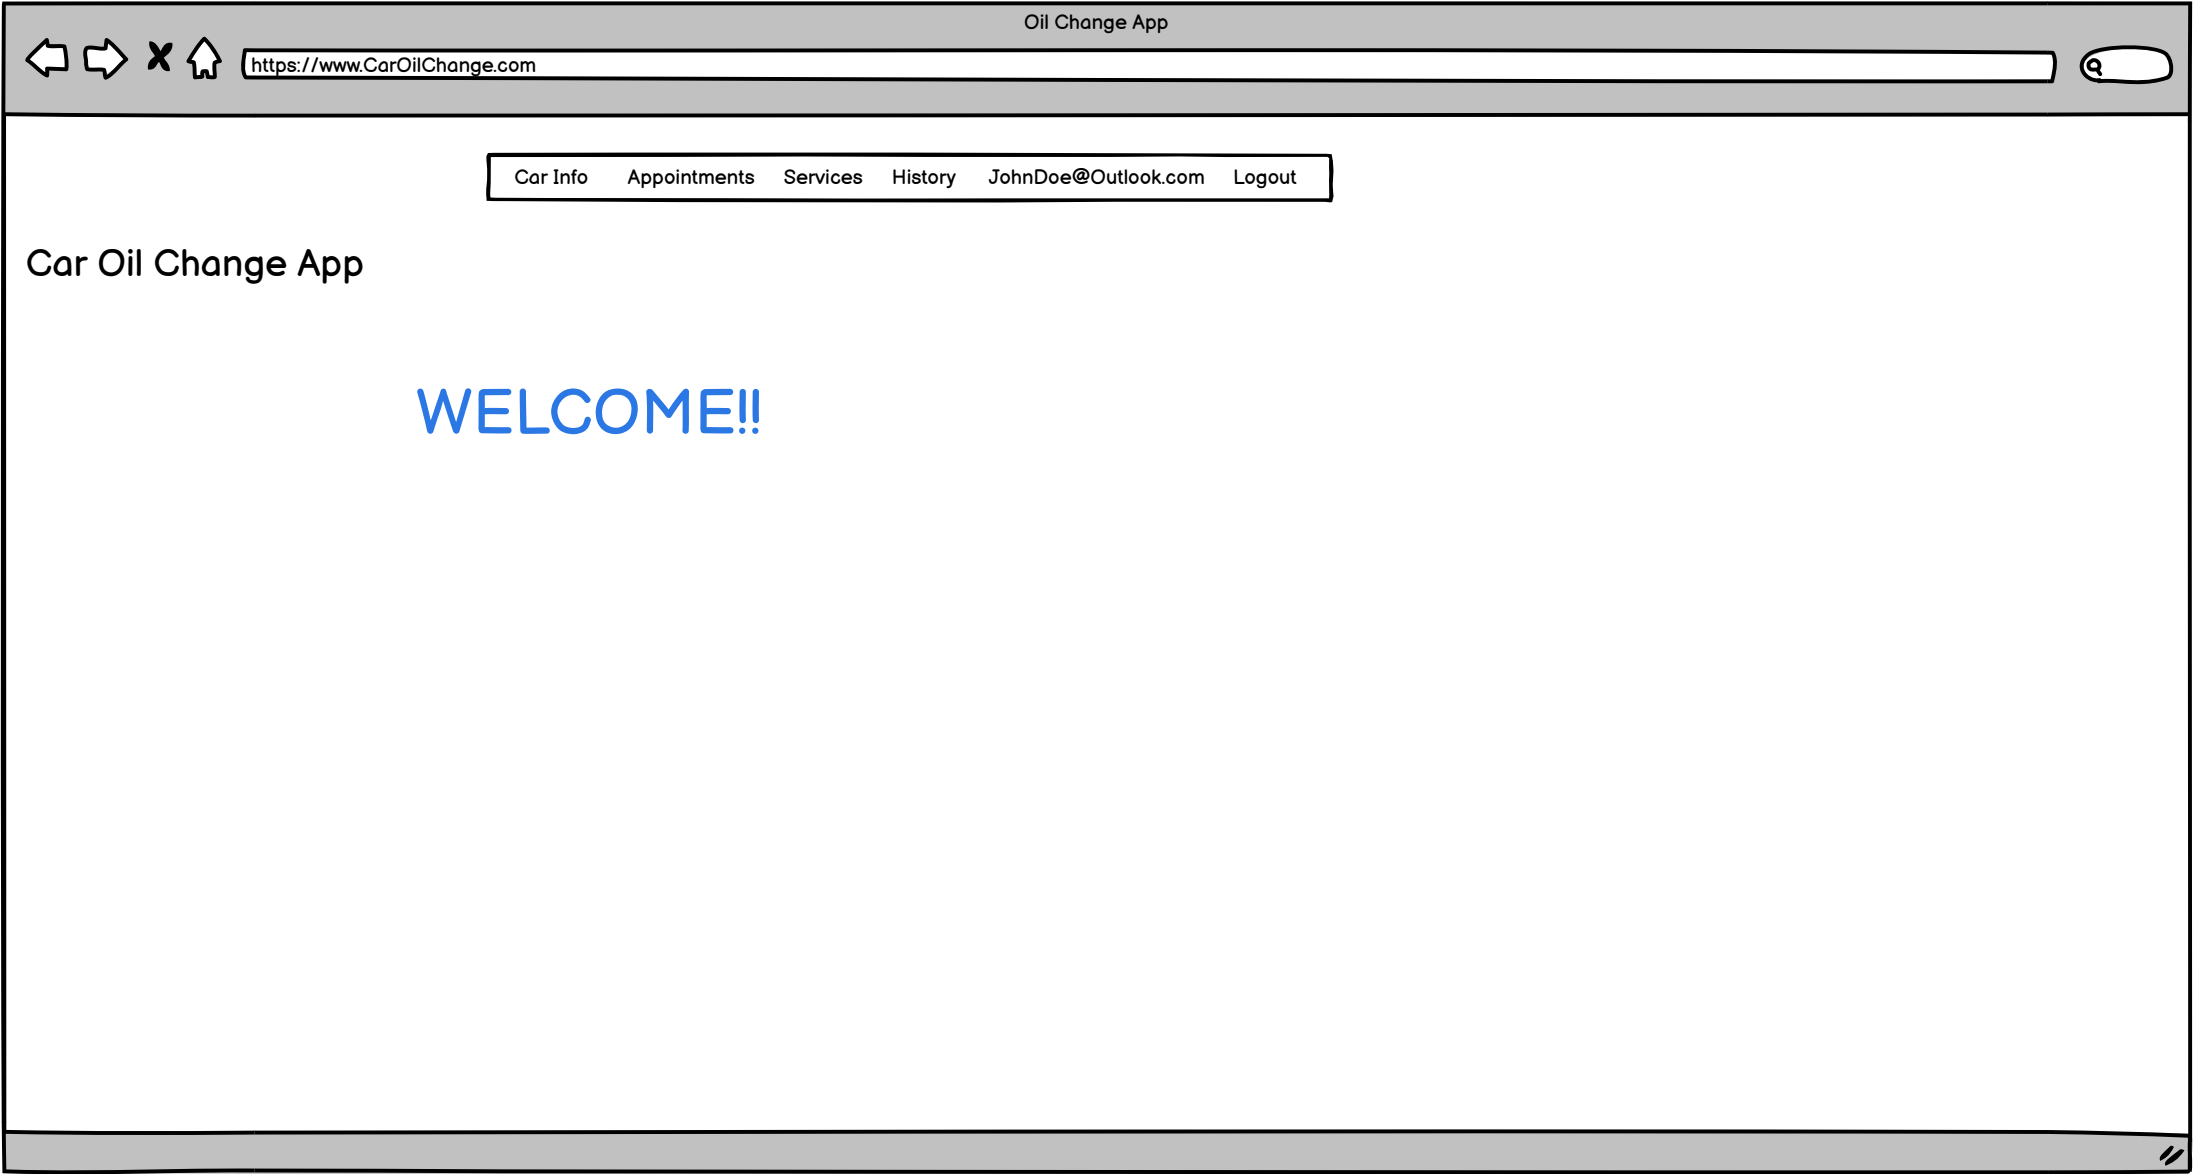 Oil Change App
https://www.CarOilChange.com
Car Info Appointments Services History JohnDoe@Outlook.com Logout
Car Oil Change App
WELCOME!!